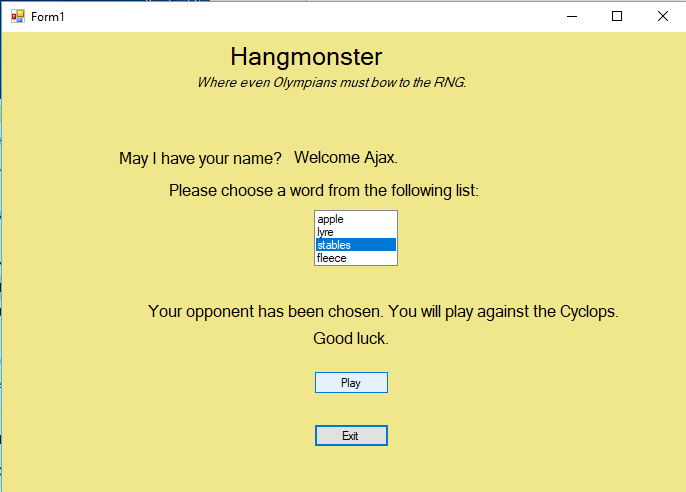 Form1
Hangmonster
Where even Olympians must bow to the RNG.
May I have your name? Welcome Ajax.
Please choose a word from the following list:
apple
lyre
stables
fleece
Your opponent has been chosen. You will play against the Cyclops.
Good luck.
Play
Exit